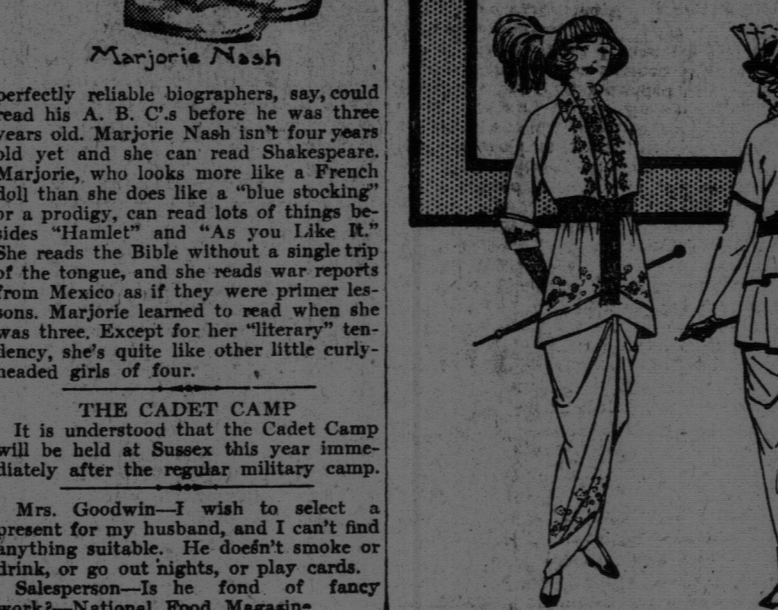 Marjorie Nash
perfectly reliable biographers, say, could
read his A. B. C'.s before he was three
years old. Marjorie Nash isn't four years
old yet and she can read Shakespeare.
Marjorie, who looks more like a French
doll than she does like a "blue stocking"
or a prodigy, can read lots of things be-
sides "Hamlet" and "As you Like It."
She reads the Bible without a single trip
of the tongue, and she reads war reports
from Mexico as if they were primer les-
sons. Marjorie learned to read when she
was three. Except for her "literary" ten-
dency, she's quite like other little curly-
headed girls of four.
THE CADET CAMP
It is understood that the Cadet Camp
will be held at Sussex this year imme-
diately after the regular military camp.
Mrs. Goodwin—I wish to select a
present for my husband, and I can't find
anything suitable. He doesn't smoke or
drink, or go out nights, or play cards.
Salesperson—Is he fond of fancy
work?—National Food Magazine